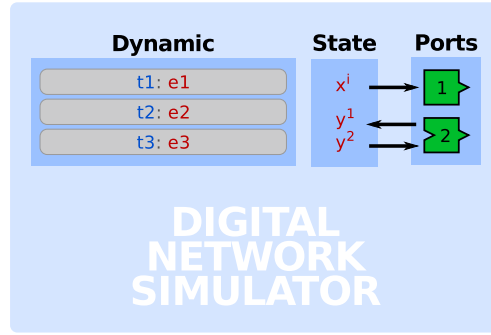 Dynamic State Ports
t1: e1
t2: e2
t3: e3
xⁱ
y¹
y²
1
2
DIGITAL
NETWORK
SIMULATOR